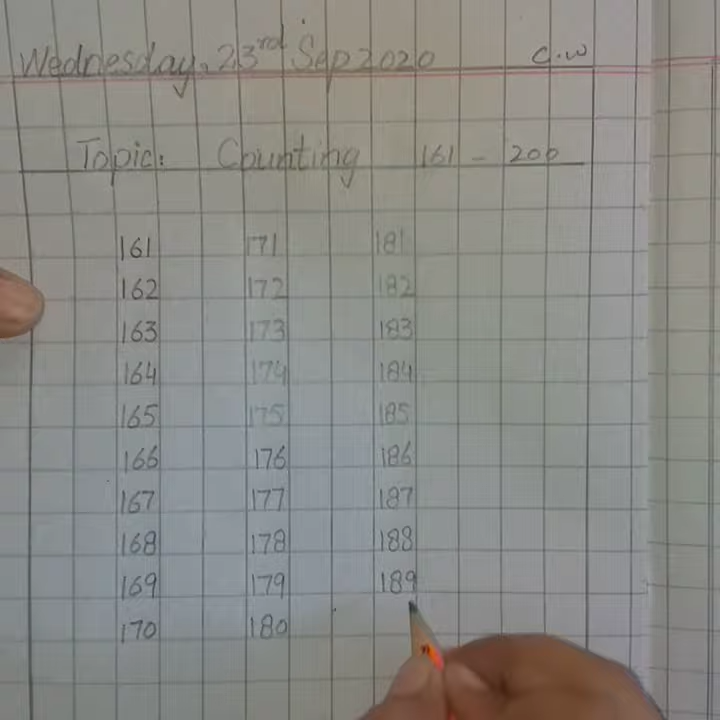 Wednesday, 23rd Sep 2020 C.W
Topic: Counting 161 - 200
161 171 181
162 172 182
163 173 183
164 174 184
165 175 185
166 176 186
167 177 187
168 178 188
169 179 189
170 180